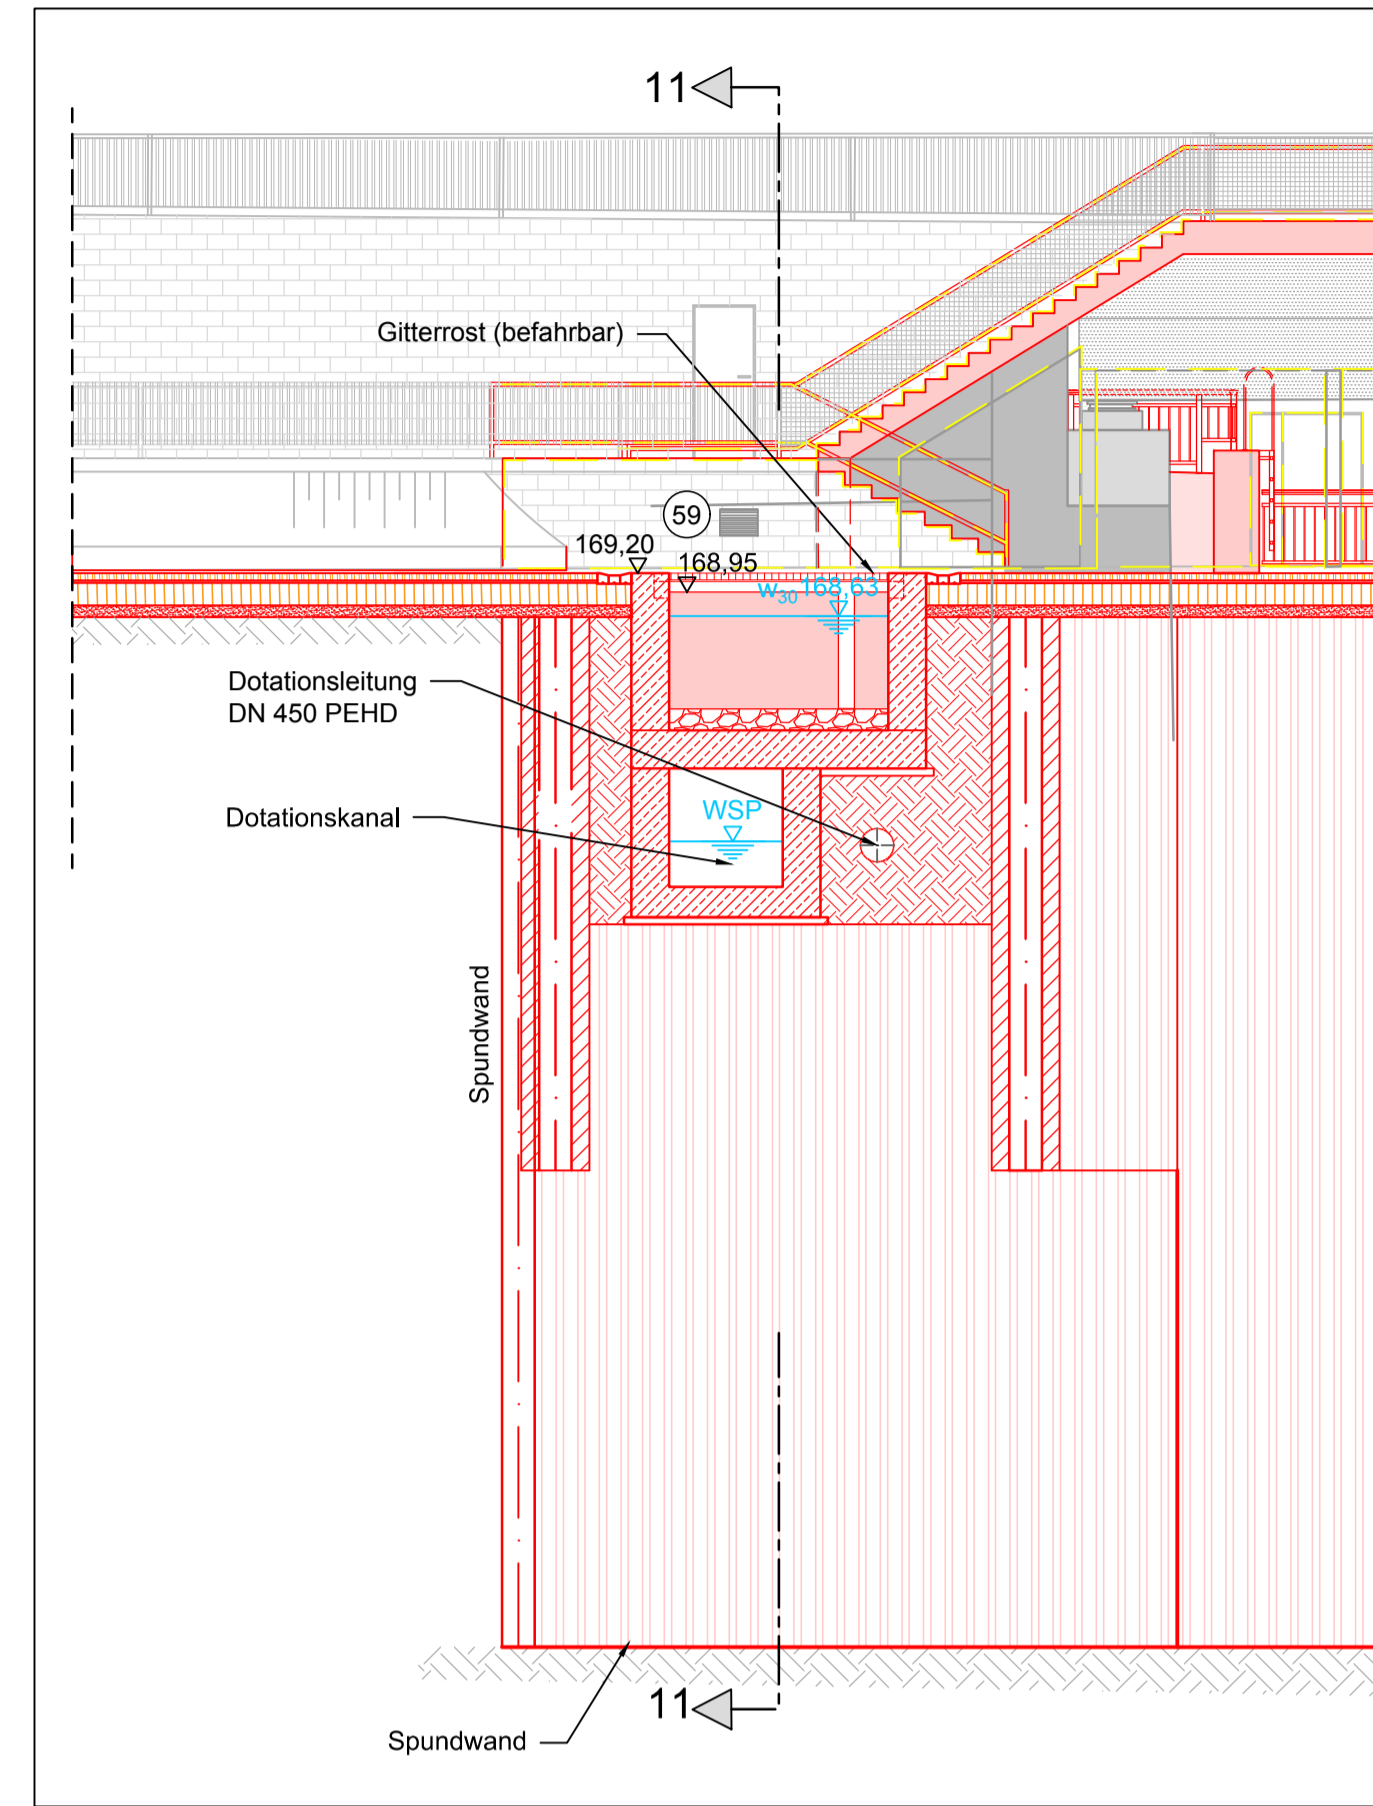 11
Gitterrost (befahrbar)
59
169,20
168,95
w30 168,63
Dotationsleitung
DN 450 PEHD
WSP
Dotationskanal
Spundwand
11
Spundwand